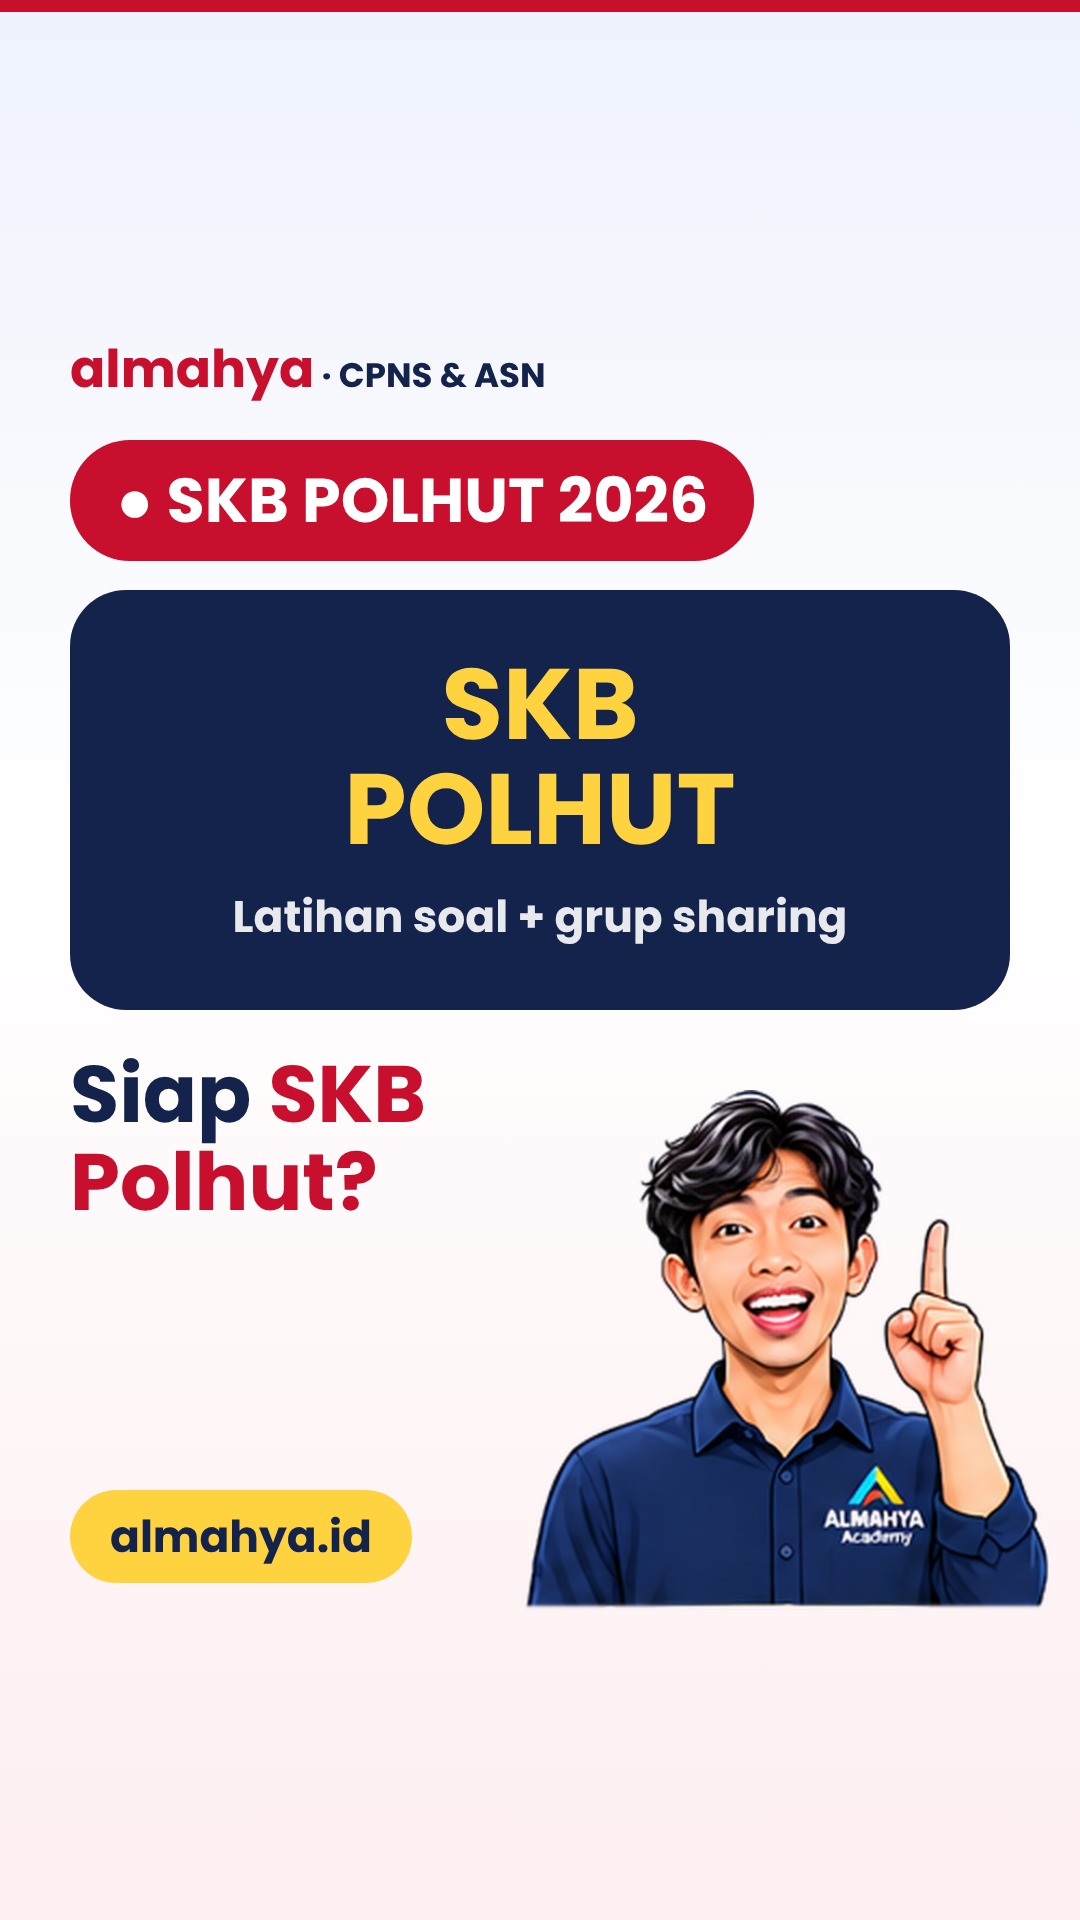 almahya · CPNS & ASN
● SKB POLHUT 2026
SKB
POLHUT
Latihan soal + grup sharing
Siap SKB
Polhut?
ALMAHYA
Academy
almahya.id